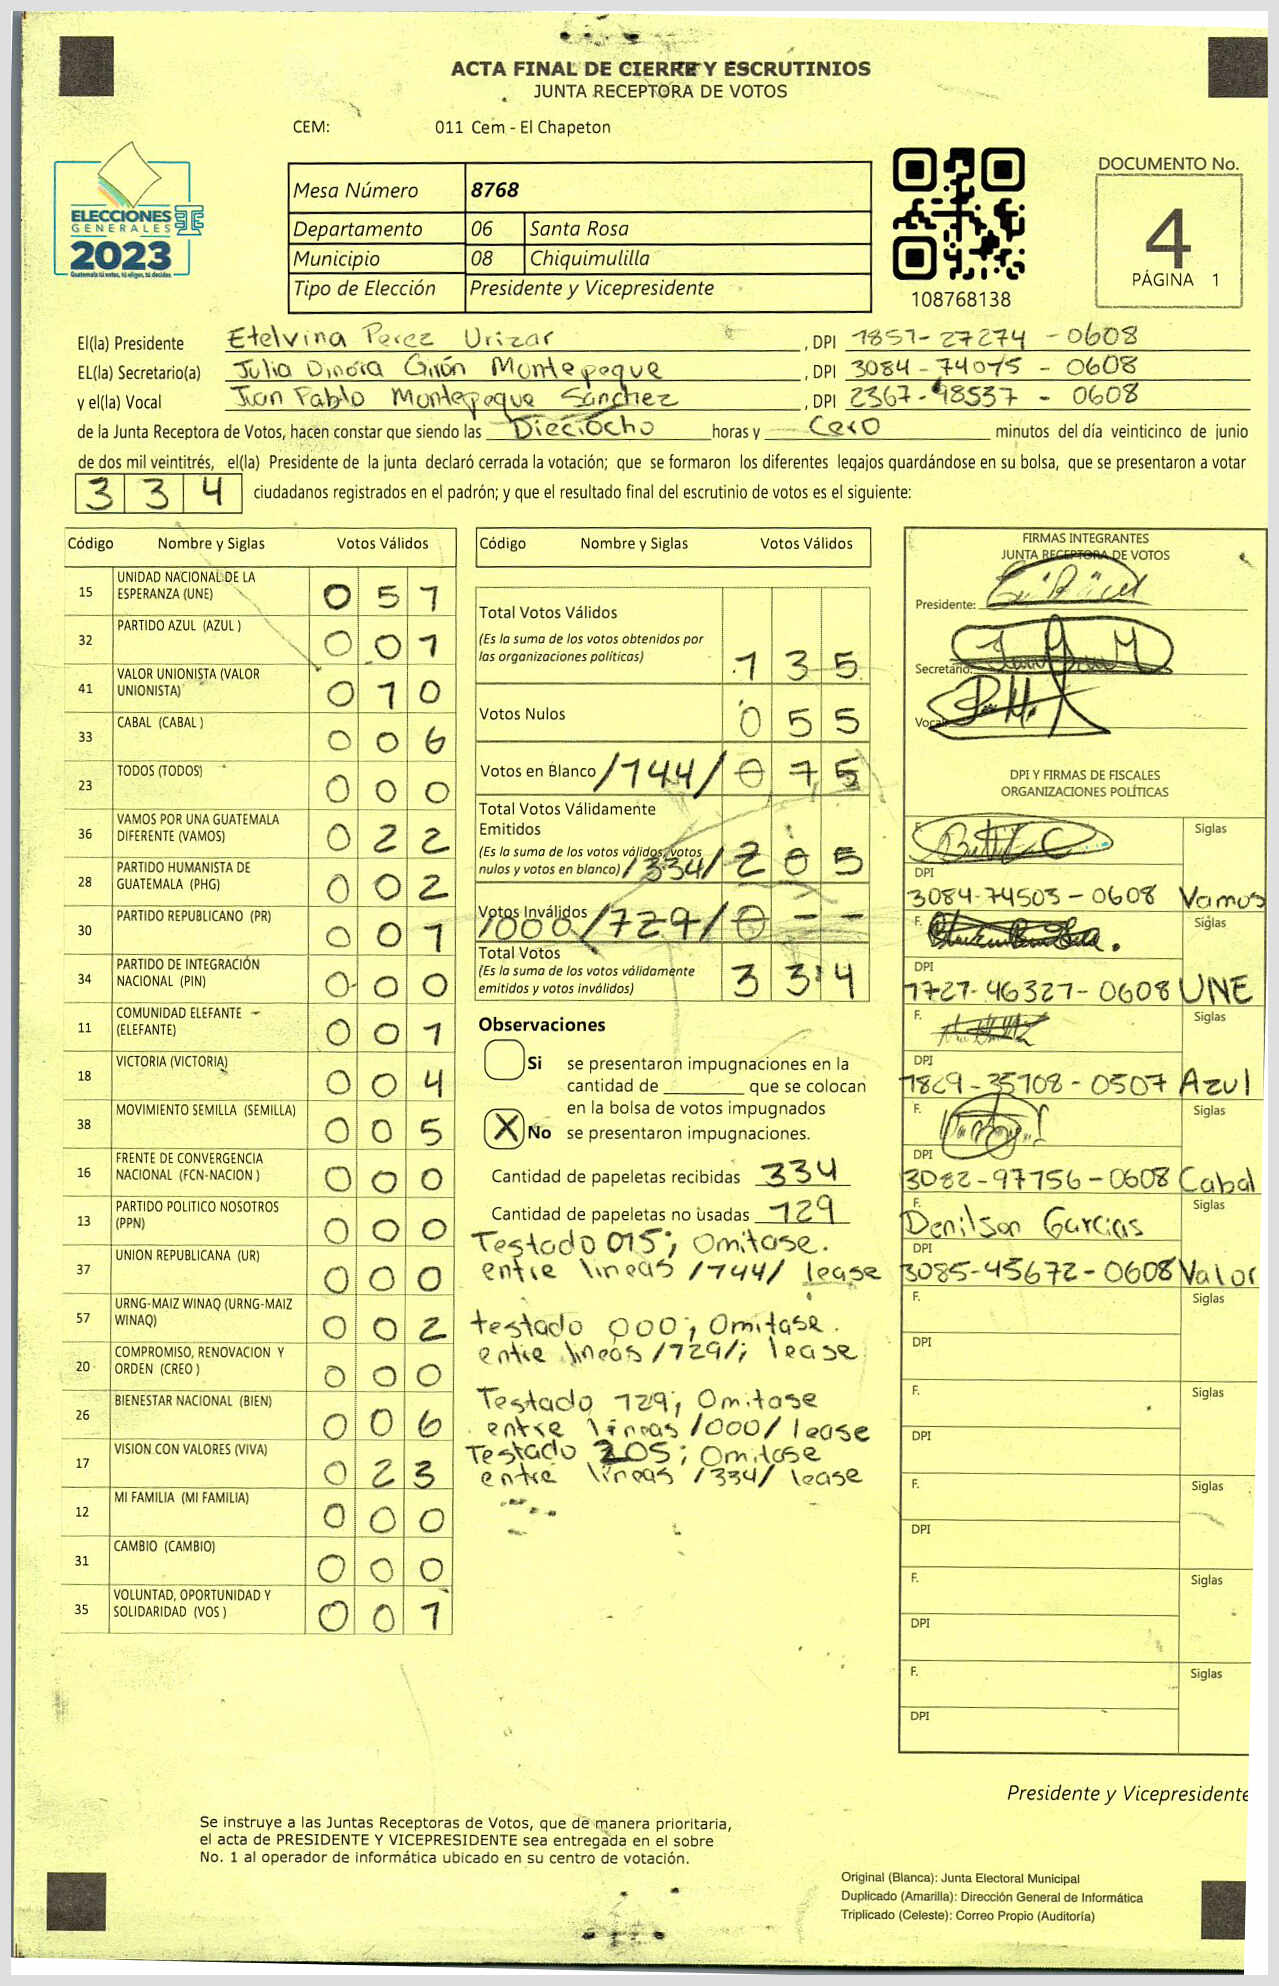 ACTA FINAL DE CIERRE Y ESCRUTINIOS
JUNTA RECEPTORA DE VOTOS
CEM: 011 Cem - El Chapeton
ELECCIONES
GENERALES
2023
Guatemala tú votas, tú eliges, tú decides
Mesa Número 8768
Departamento 06 Santa Rosa
Municipio 08 Chiquimulilla
Tipo de Elección Presidente y Vicepresidente
108768138
DOCUMENTO No.
4
PÁGINA 1
El(la) Presidente Etelvina Perez Urizar, DPI 1857-27274-0608
EL(la) Secretario(a) Julia Dinora Girón Montepeque, DPI 3084-74075-0608
y el(la) Vocal Juan Pablo Montepeque Sanchez, DPI 2367-48537-0608
de la Junta Receptora de Votos, hacen constar que siendo las Dieciocho horas y Cero minutos del día veinticinco de junio
de dos mil veintitrés, el(la) Presidente de la junta declaró cerrada la votación; que se formaron los diferentes legajos guardándose en su bolsa, que se presentaron a votar
334 ciudadanos registrados en el padrón; y que el resultado final del escrutinio de votos es el siguiente:
Código Nombre y Siglas Votos Válidos
15 UNIDAD NACIONAL DE LA ESPERANZA (UNE) 0 5 1
32 PARTIDO AZUL (AZUL ) 0 0 1
41 VALOR UNIONISTA (VALOR UNIONISTA) 0 1 0
33 CABAL (CABAL ) 0 0 6
23 TODOS (TODOS) 0 0 0
36 VAMOS POR UNA GUATEMALA DIFERENTE (VAMOS) 0 2 2
28 PARTIDO HUMANISTA DE GUATEMALA (PHG) 0 0 2
30 PARTIDO REPUBLICANO (PR) 0 0 1
34 PARTIDO DE INTEGRACIÓN NACIONAL (PIN) 0 0 0
11 COMUNIDAD ELEFANTE (ELEFANTE) 0 0 1
18 VICTORIA (VICTORIA) 0 0 4
38 MOVIMIENTO SEMILLA (SEMILLA) 0 0 5
16 FRENTE DE CONVERGENCIA NACIONAL (FCN-NACION ) 0 0 0
13 PARTIDO POLITICO NOSOTROS (PPN) 0 0 0
37 UNION REPUBLICANA (UR) 0 0 0
57 URNG-MAIZ WINAQ (URNG-MAIZ WINAQ) 0 0 2
20 COMPROMISO, RENOVACION Y ORDEN (CREO ) 0 0 0
26 BIENESTAR NACIONAL (BIEN) 0 0 6
17 VISION CON VALORES (VIVA) 0 2 3
12 MI FAMILIA (MI FAMILIA) 0 0 0
31 CAMBIO (CAMBIO) 0 0 0
35 VOLUNTAD, OPORTUNIDAD Y SOLIDARIDAD (VOS ) 0 0 1
Código Nombre y Siglas Votos Válidos
Total Votos Válidos
(Es la suma de los votos obtenidos por
las organizaciones politicas) 1 3 5
Votos Nulos 0 5 5
Votos en Blanco /144/ 0 1 5
Total Votos Válidamente
Emitidos
(Es la suma de los votos válidos, votos
nulos y votos en blanco) /334/ 2 0 5
Votos Inválidos /000/ /129/ 0 - -
Total Votos
(Es la suma de los votos válidamente
emitidos y votos inválidos) 3 3 4
Observaciones
Si se presentaron impugnaciones en la
cantidad de ______ que se colocan
en la bolsa de votos impugnados
X No se presentaron impugnaciones.
Cantidad de papeletas recibidas 334
Cantidad de papeletas no usadas 129
Testado 015; Omitase.
entre lineas /144/ lease
testado 000; Omitase.
entre lineas /129/; lease
Testado 129; Omitase
entre lineas /000/ lease
Testado 205; Omitase
entre lineas /334/ lease
FIRMAS INTEGRANTES
JUNTA RECEPTORA DE VOTOS
Presidente:
Secretario:
Vocal:
DPI Y FIRMAS DE FISCALES
ORGANIZACIONES POLÍTICAS
F. Siglas
DPI
3084-74503-0608 Vamos
F. Siglas
DPI
1727-46327-0608 UNE
F. Siglas
DPI
1869-35708-0507 Azul
F. Siglas
DPI
3082-97756-0608 Cabal
F. Siglas
Denilson Garcias
DPI
3085-45672-0608 Valor
F. Siglas
DPI
F. Siglas
DPI
F. Siglas
DPI
F. Siglas
DPI
F. Siglas
DPI
Presidente y Vicepresidente
Se instruye a las Juntas Receptoras de Votos, que de manera prioritaria,
el acta de PRESIDENTE Y VICEPRESIDENTE sea entregada en el sobre
No. 1 al operador de informática ubicado en su centro de votación.
Original (Blanca): Junta Electoral Municipal
Duplicado (Amarilla): Dirección General de Informática
Triplicado (Celeste): Correo Propio (Auditoría)